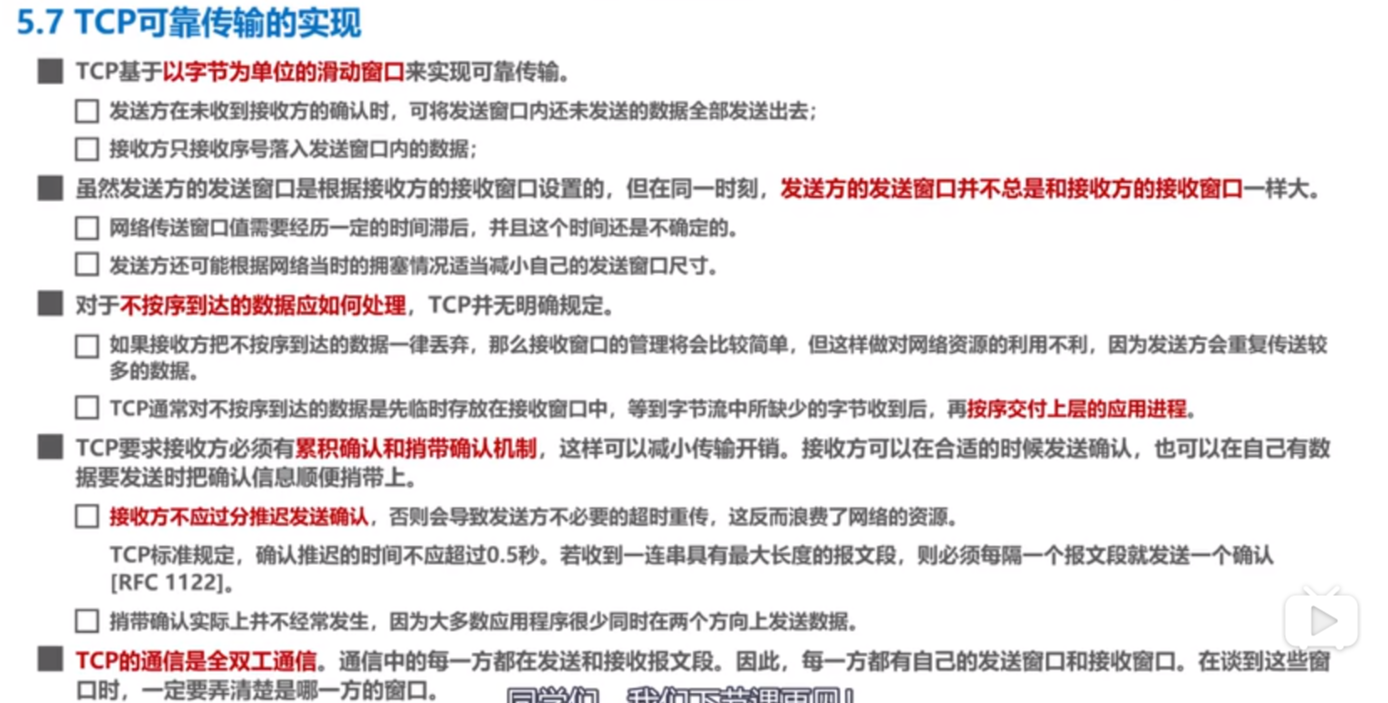 5.7 TCP可靠传输的实现
TCP基于以字节为单位的滑动窗口来实现可靠传输。
发送方在未收到接收方的确认时，可将发送窗口内还未发送的数据全部发送出去；
接收方只接收序号落入发送窗口内的数据；
虽然发送方的发送窗口是根据接收方的接收窗口设置的，但在同一时刻，发送方的发送窗口并不总是和接收方的接收窗口一样大。
网络传送窗口值需要经历一定的时间滞后，并且这个时间还是不确定的。
发送方还可能根据网络当时的拥塞情况适当减小自己的发送窗口尺寸。
对于不按序到达的数据应如何处理，TCP并无明确规定。
如果接收方把不按序到达的数据一律丢弃，那么接收窗口的管理将会比较简单，但这样做对网络资源的利用不利，因为发送方会重复传送较
多的数据。
TCP通常对不按序到达的数据是先临时存放在接收窗口中，等到字节流中所缺少的字节收到后，再按序交付上层的应用进程。
TCP要求接收方必须有累积确认和捎带确认机制，这样可以减小传输开销。接收方可以在合适的时候发送确认，也可以在自己有数
据要发送时把确认信息顺便捎带上。
接收方不应过分推迟发送确认，否则会导致发送方不必要的超时重传，这反而浪费了网络的资源。
TCP标准规定，确认推迟的时间不应超过0.5秒。若收到一连串具有最大长度的报文段，则必须每隔一个报文段就发送一个确认
[RFC 1122]。
捎带确认实际上并不经常发生，因为大多数应用程序很少同时在两个方向上发送数据。
TCP的通信是全双工通信。通信中的每一方都在发送和接收报文段。因此，每一方都有自己的发送窗口和接收窗口。在谈到这些窗
口时，一定要弄清楚是哪一方的窗口。
同学们 我们下节课再见！